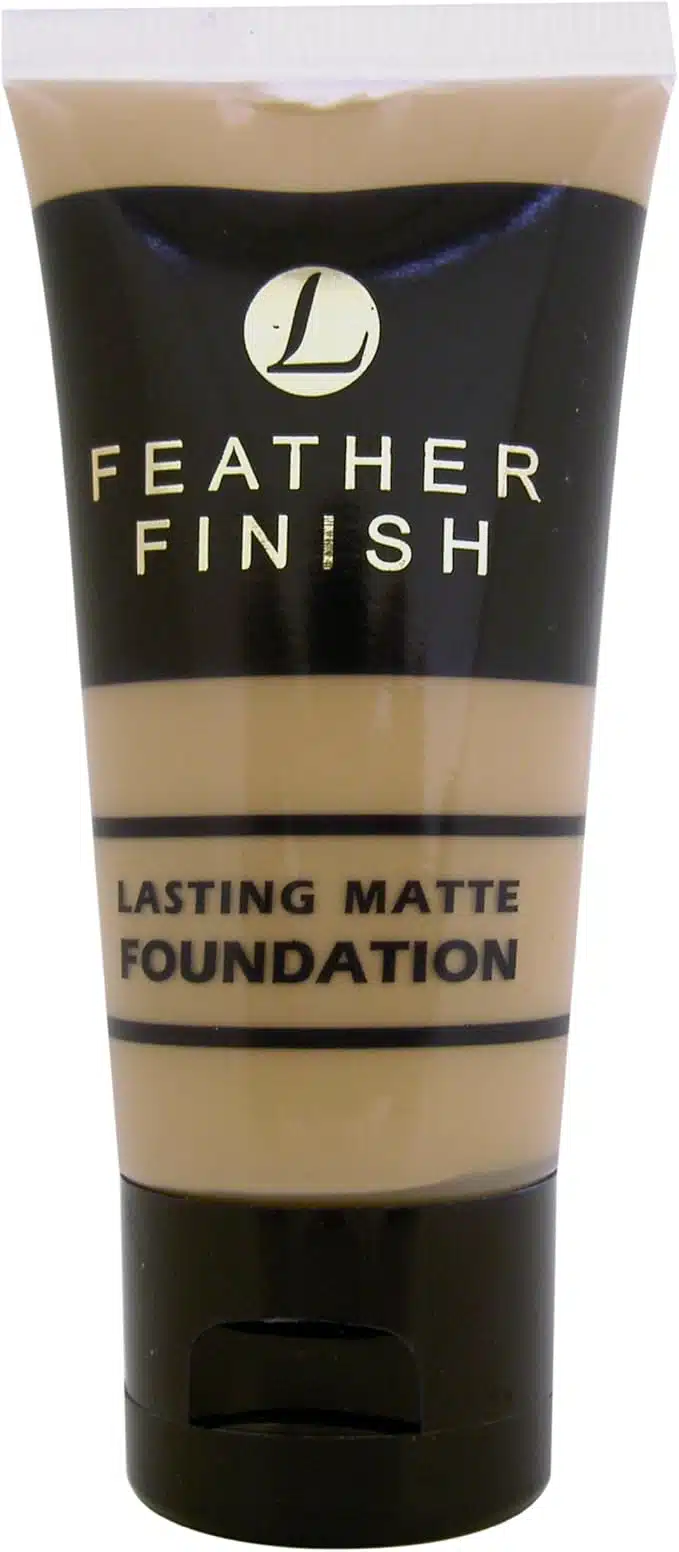 L
FEATHER
FINISH
LASTING MATTE
FOUNDATION